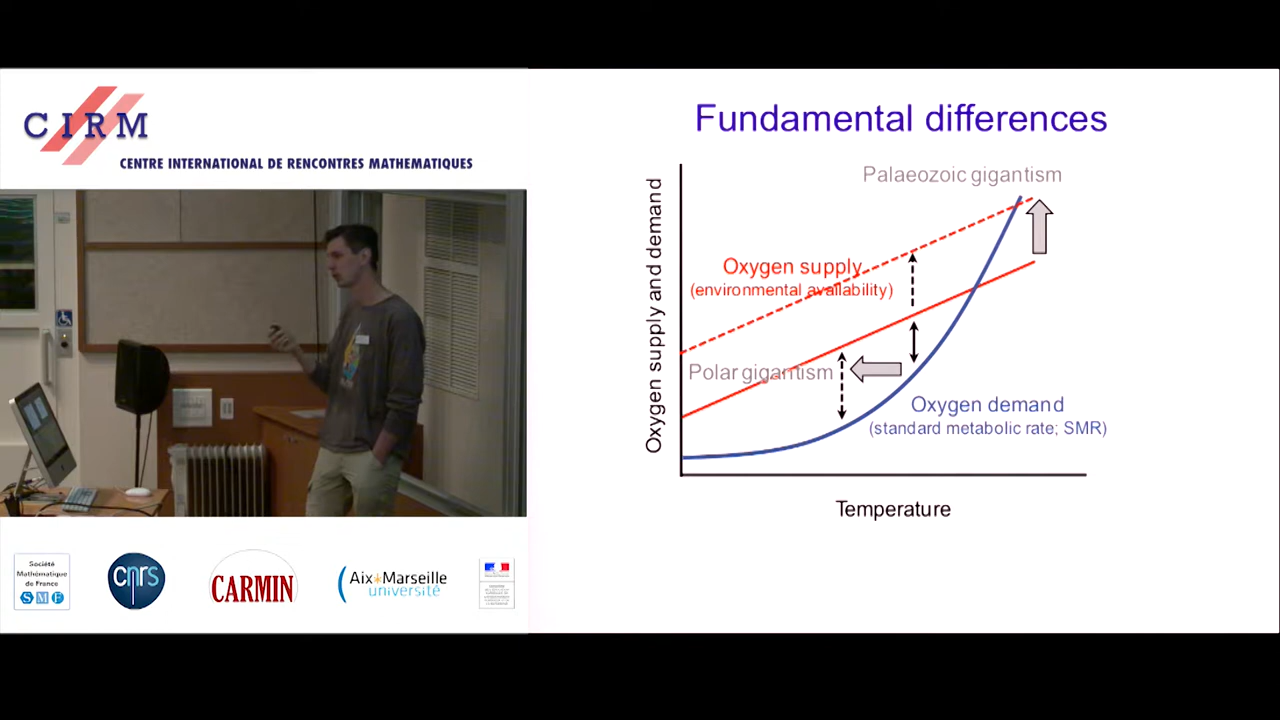 CIRM
CENTRE INTERNATIONAL DE RENCONTRES MATHEMATIQUES
Fundamental differences
Palaeozoic gigantism
Oxygen supply
(environmental availability)
Polar gigantism
Oxygen demand
(standard metabolic rate; SMR)
Oxygen supply and demand
Temperature
Société
Mathématique
de France
SMF
cnrs
CARMIN
Aix*Marseille
université